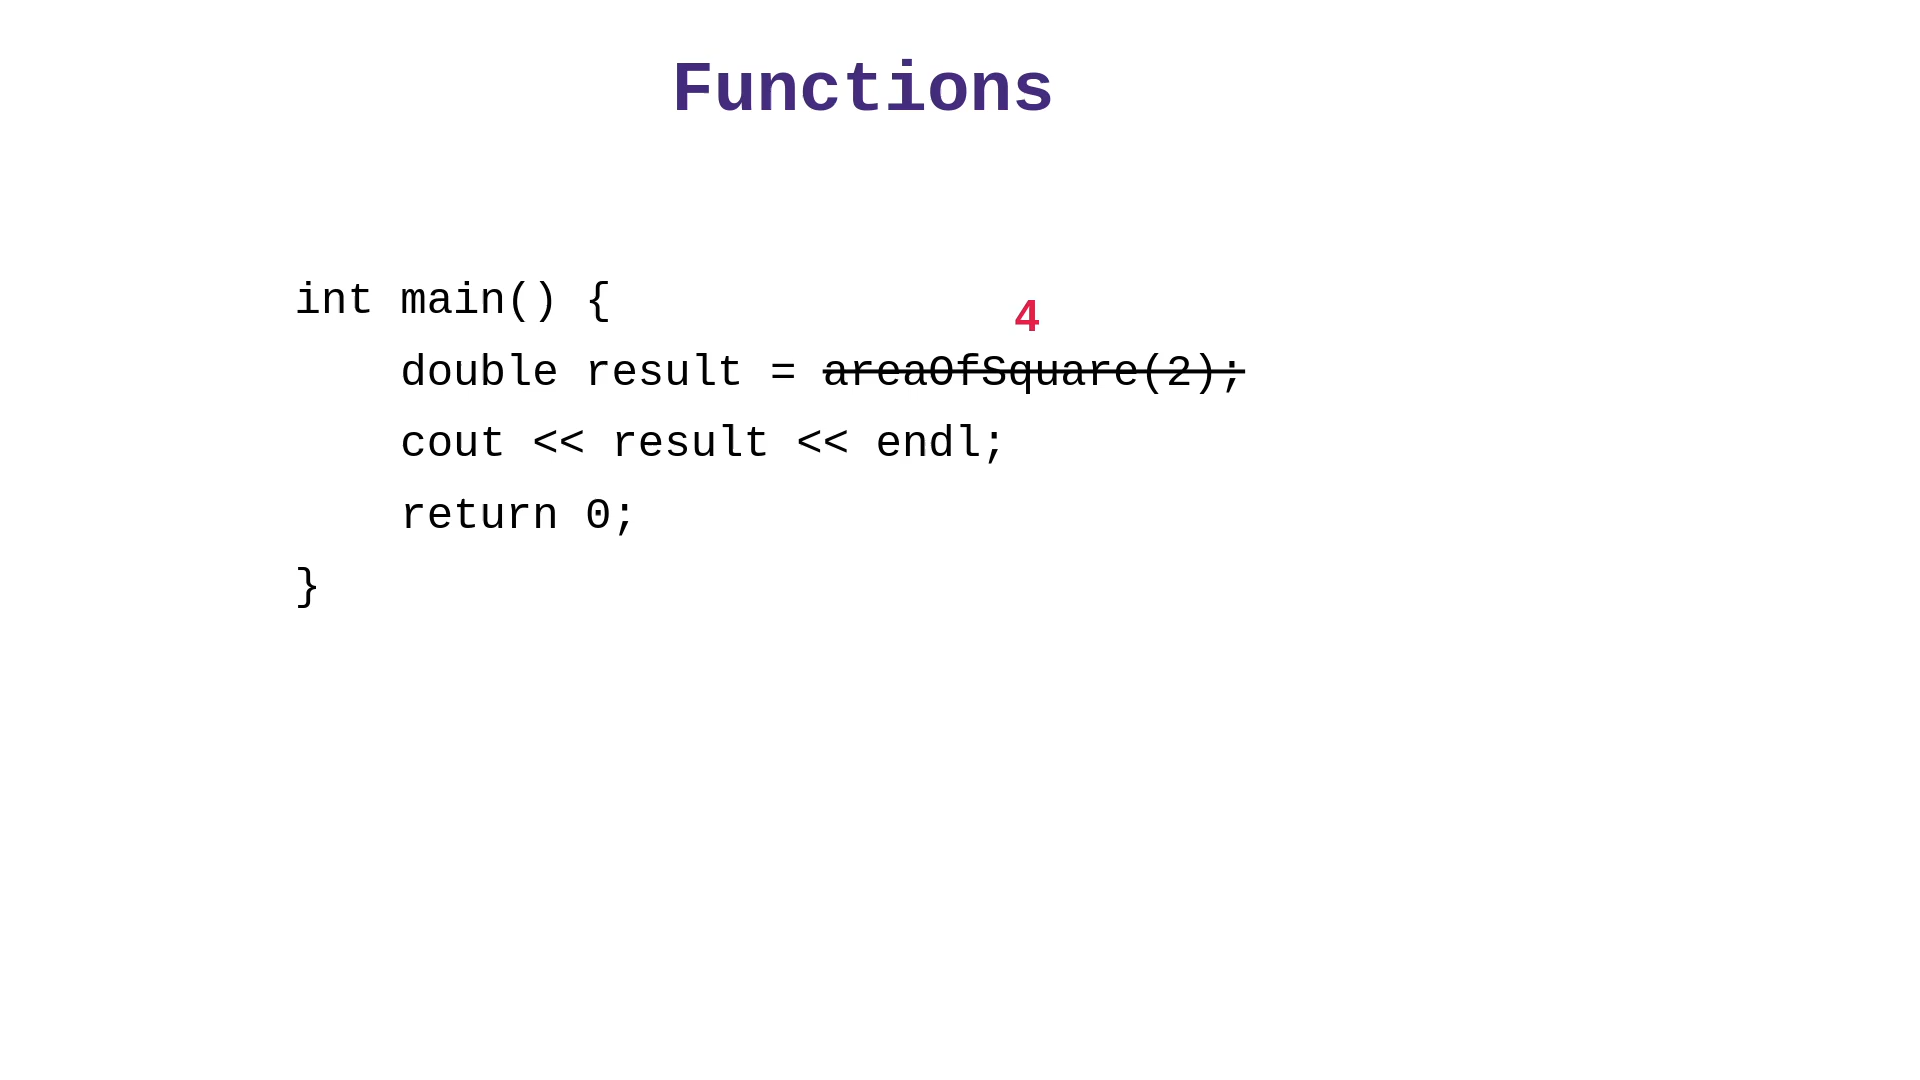 Functions
int main() {
4
    double result = areaOfSquare(2);
    cout << result << endl;
    return 0;
}